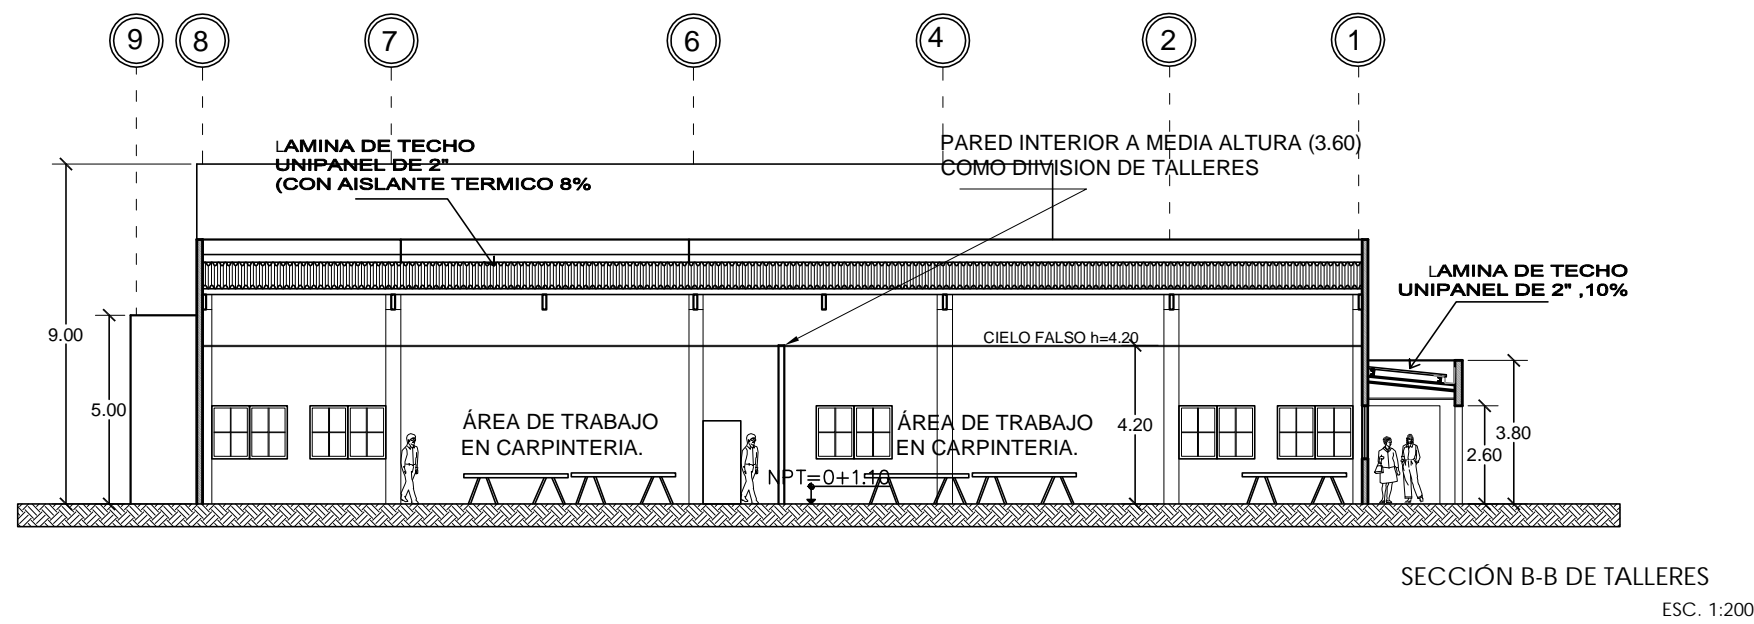 9 8 7 6 4 2 1
LAMINA DE TECHO
UNIPANEL DE 2"
(CON AISLANTE TERMICO 8%
PARED INTERIOR A MEDIA ALTURA (3.60)
COMO DIIVISION DE TALLERES
LAMINA DE TECHO
UNIPANEL DE 2" ,10%
9.00
CIELO FALSO h=4.20
5.00
ÁREA DE TRABAJO
EN CARPINTERIA.
ÁREA DE TRABAJO
EN CARPINTERIA.
4.20
3.80
2.60
NPT=0+1.10
SECCIÓN B-B DE TALLERES
ESC. 1:200